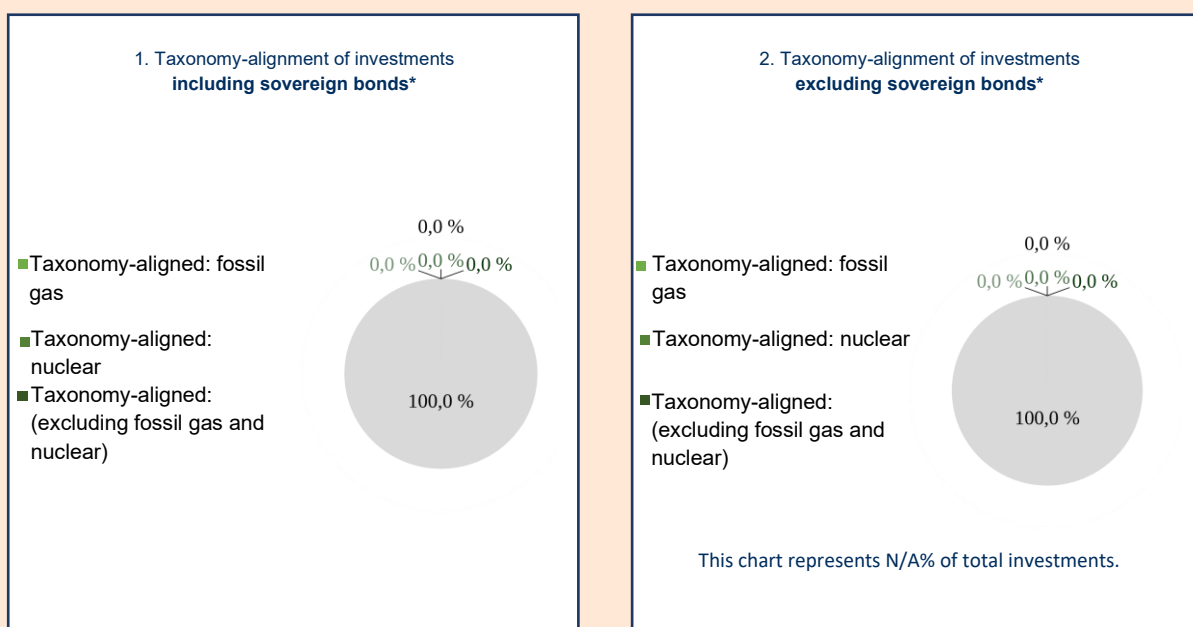 1. Taxonomy-alignment of investments
including sovereign bonds*
0,0 %
0,0 % 0,0 % 0,0 %
Taxonomy-aligned: fossil
gas
Taxonomy-aligned:
nuclear
Taxonomy-aligned:
(excluding fossil gas and
nuclear)
100,0 %
2. Taxonomy-alignment of investments
excluding sovereign bonds*
0,0 %
0,0 % 0,0 % 0,0 %
Taxonomy-aligned: fossil
gas
Taxonomy-aligned: nuclear
Taxonomy-aligned:
(excluding fossil gas and
nuclear)
100,0 %
This chart represents N/A% of total investments.